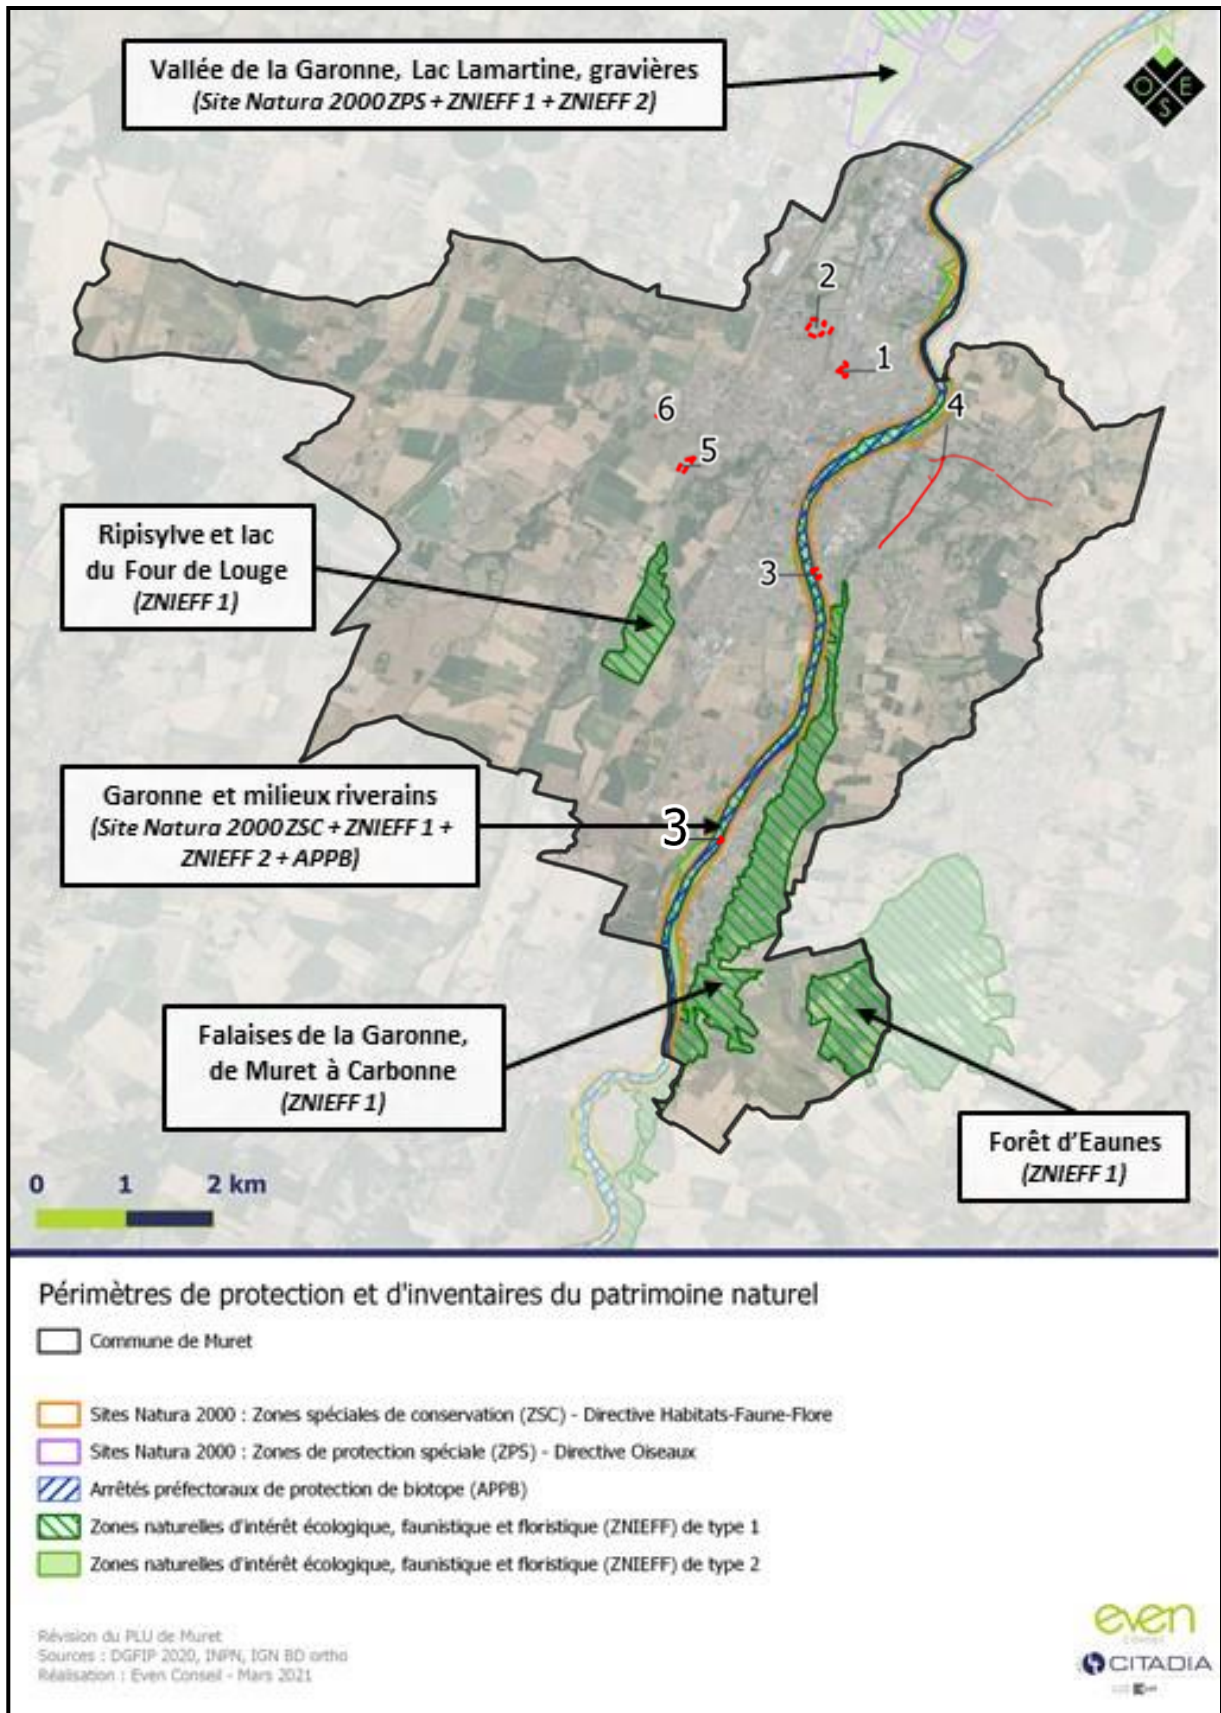 Vallée de la Garonne, Lac Lamartine, gravières
(Site Natura 2000 ZPS + ZNIEFF 1 + ZNIEFF 2)
N
O E
S
2
1
4
6
5
Ripisylve et lac
du Four de Louge
(ZNIEFF 1)
3
Garonne et milieux riverains
(Site Natura 2000 ZSC + ZNIEFF 1 +
ZNIEFF 2 + APPB)
3
Falaises de la Garonne,
de Muret à Carbonne
(ZNIEFF 1)
Forêt d'Eaunes
(ZNIEFF 1)
0 1 2 km
Périmètres de protection et d'inventaires du patrimoine naturel
Commune de Muret
Sites Natura 2000 : Zones spéciales de conservation (ZSC) - Directive Habitats-Faune-Flore
Sites Natura 2000 : Zones de protection spéciale (ZPS) - Directive Oiseaux
Arrêtés préfectoraux de protection de biotope (APPB)
Zones naturelles d'intérêt écologique, faunistique et floristique (ZNIEFF) de type 1
Zones naturelles d'intérêt écologique, faunistique et floristique (ZNIEFF) de type 2
Révision du PLU de Muret
Sources : DGFIP 2020, INPN, IGN BD ortho
Réalisation : Even Conseil - Mars 2021
even
conseil
CITADIA